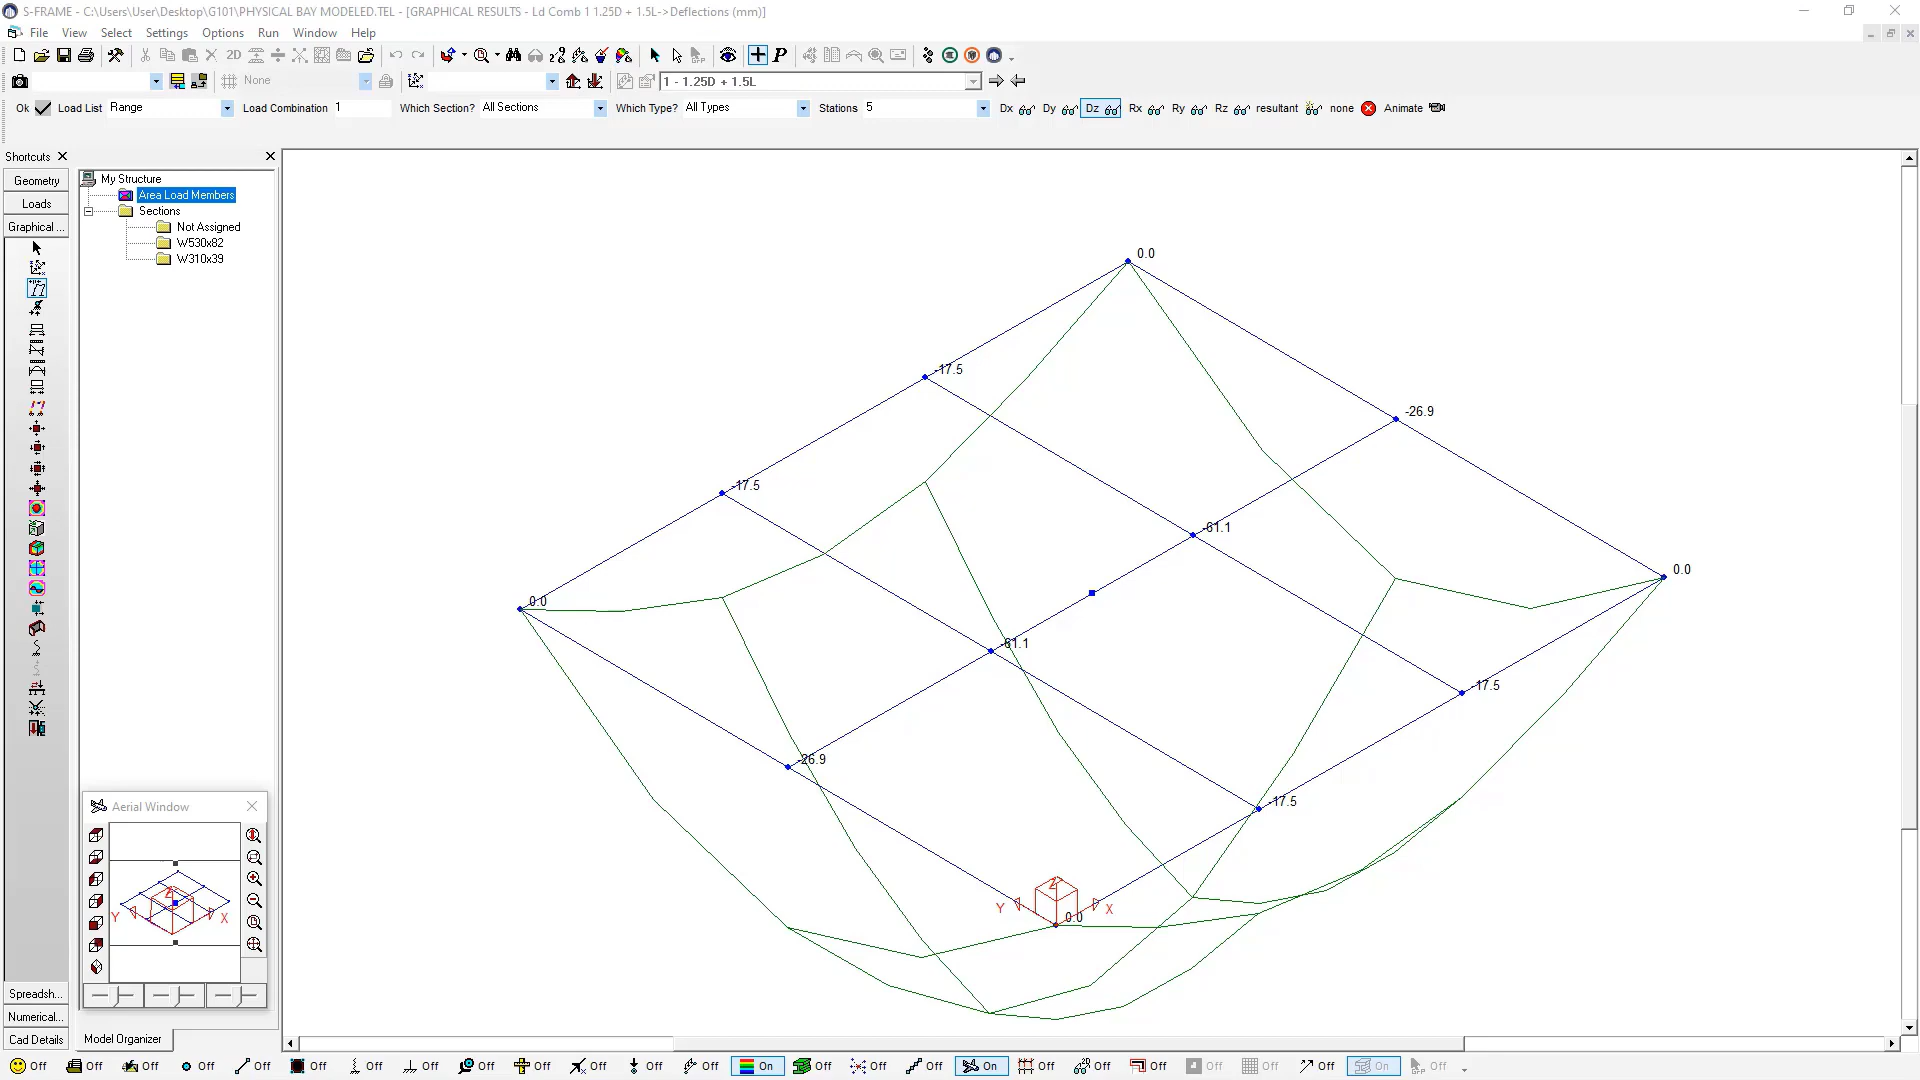 S-FRAME - C:\Users\User\Desktop\G101\PHYSICAL BAY MODELED.TEL - [GRAPHICAL RESULTS - Ld Comb 1 1.25D + 1.5L->Deflections (mm)]
File View Select Settings Options Run Window Help
2D
None
1 - 1.25D + 1.5L
Ok Load List Range Load Combination 1 Which Section? All Sections Which Type? All Types Stations 5 Dx Dy Dz Rx Ry Rz resultant none Animate
Shortcuts
Geometry
Loads
Graphical ...
My Structure
Area Load Members
Sections
Not Assigned
W530x82
W310x39
0.0
-17.5
-26.9
-17.5
-61.1
0.0
0.0
-61.1
-17.5
-26.9
-17.5
Z
Y
X
0.0
Aerial Window
Z
Y
X
Spreadsh...
Numerical...
Cad Details
Model Organizer
Off Off Off Off Off Off Off Off Off Off Off Off Off On Off Off Off On Off Off Off Off Off Off On Off